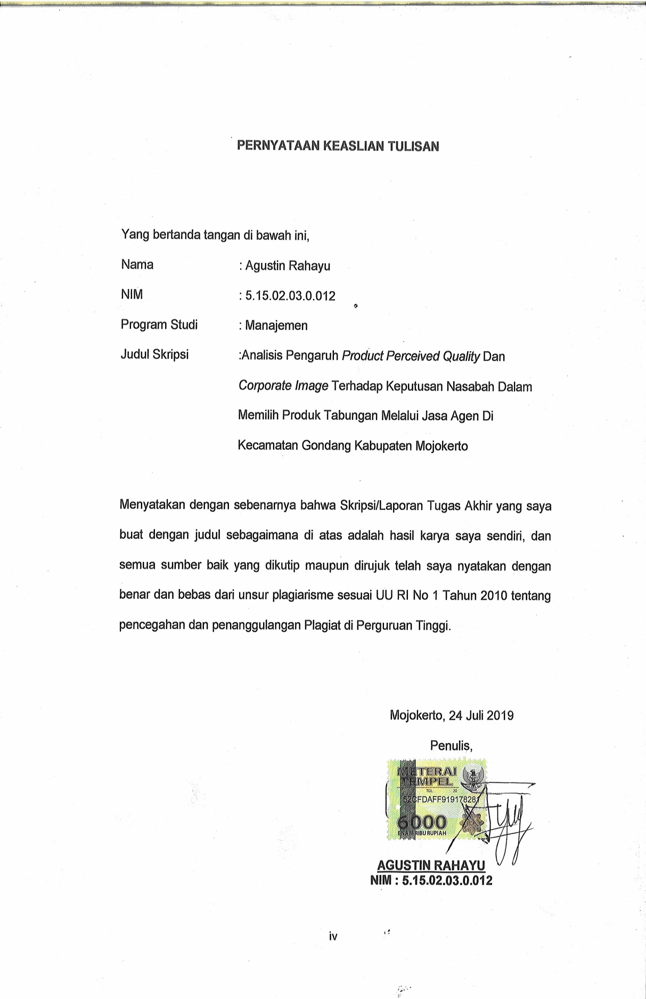 PERNYATAAN KEASLIAN TULISAN
Yang bertanda tangan di bawah ini,
Nama : Agustin Rahayu
NIM : 5.15.02.03.0.012
Program Studi : Manajemen
Judul Skripsi :Analisis Pengaruh Product Perceived Quality Dan
Corporate Image Terhadap Keputusan Nasabah Dalam
Memilih Produk Tabungan Melalui Jasa Agen Di
Kecamatan Gondang Kabupaten Mojokerto
Menyatakan dengan sebenarnya bahwa Skripsi/Laporan Tugas Akhir yang saya
buat dengan judul sebagaimana di atas adalah hasil karya saya sendiri, dan
semua sumber baik yang dikutip maupun dirujuk telah saya nyatakan dengan
benar dan bebas dari unsur plagiarisme sesuai UU RI No 1 Tahun 2010 tentang
pencegahan dan penanggulangan Plagiat di Perguruan Tinggi.
Mojokerto, 24 Juli 2019
Penulis,
METERAI
TEMPEL
TGL 20
52CFDAFF919178281
6000
ENAM RIBU RUPIAH
AGUSTIN RAHAYU
NIM : 5.15.02.03.0.012
iv